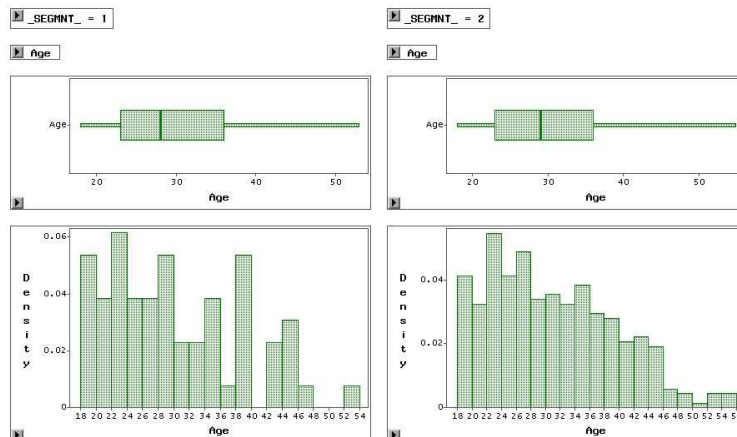 _SEGMNT_ = 1
Age
Age
20 30 40 50
Age
0.06
0.04
0.02
0
Density
18 20 22 24 26 28 30 32 34 36 38 40 42 44 46 48 50 52 54
Age
_SEGMNT_ = 2
Age
Age
20 30 40 50
Age
0.04
0.02
0
Density
18 20 22 24 26 28 30 32 34 36 38 40 42 44 46 48 50 52 54 56
Age